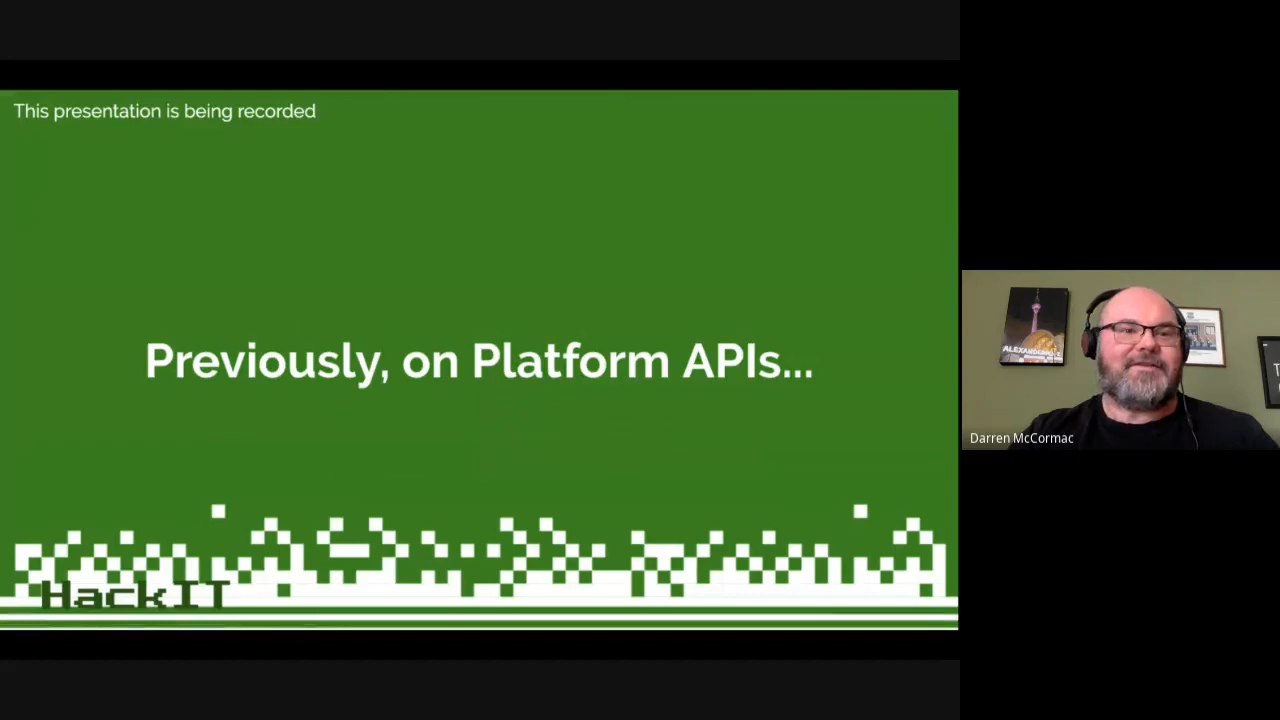 This presentation is being recorded
Previously, on Platform APIs...
HackIT
Darren McCormac